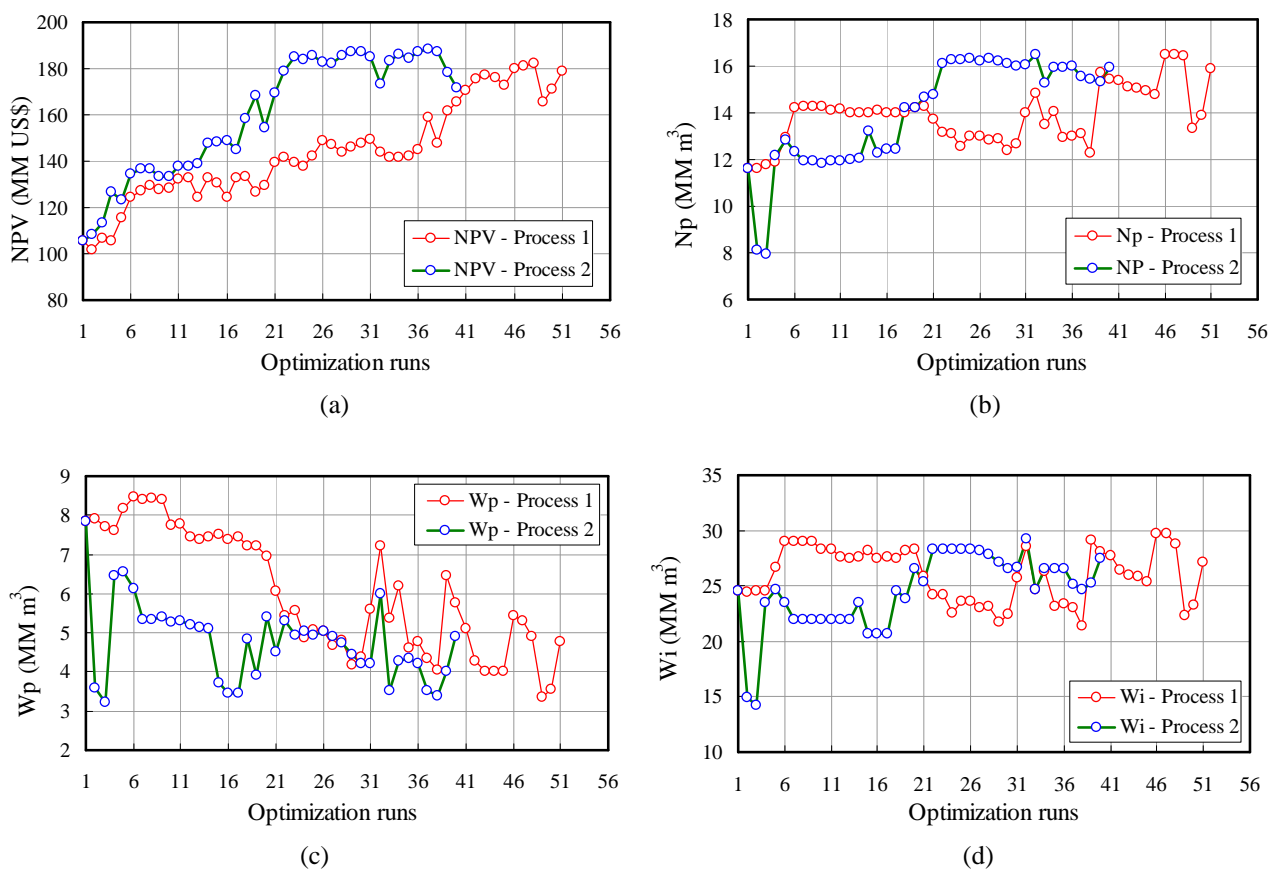 NPV (MM US$)
200
180
160
140
120
100
80
NPV - Process 1
NPV - Process 2
1 6 11 16 21 26 31 36 41 46 51 56
Optimization runs
(a)
Np (MM m³)
18
16
14
12
10
8
6
Np - Process 1
NP - Process 2
1 6 11 16 21 26 31 36 41 46 51 56
Optimization runs
(b)
Wp (MM m³)
9
8
7
6
5
4
3
2
Wp - Process 1
Wp - Process 2
1 6 11 16 21 26 31 36 41 46 51 56
Optimization runs
(c)
Wi (MM m³)
35
30
25
20
15
10
Wi - Process 1
Wi - Process 2
1 6 11 16 21 26 31 36 41 46 51 56
Optimization runs
(d)